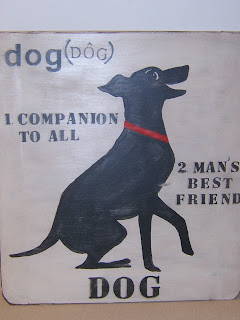 dog (DÔG)
1. COMPANION
TO ALL
2. MAN'S
BEST
FRIEND
DOG